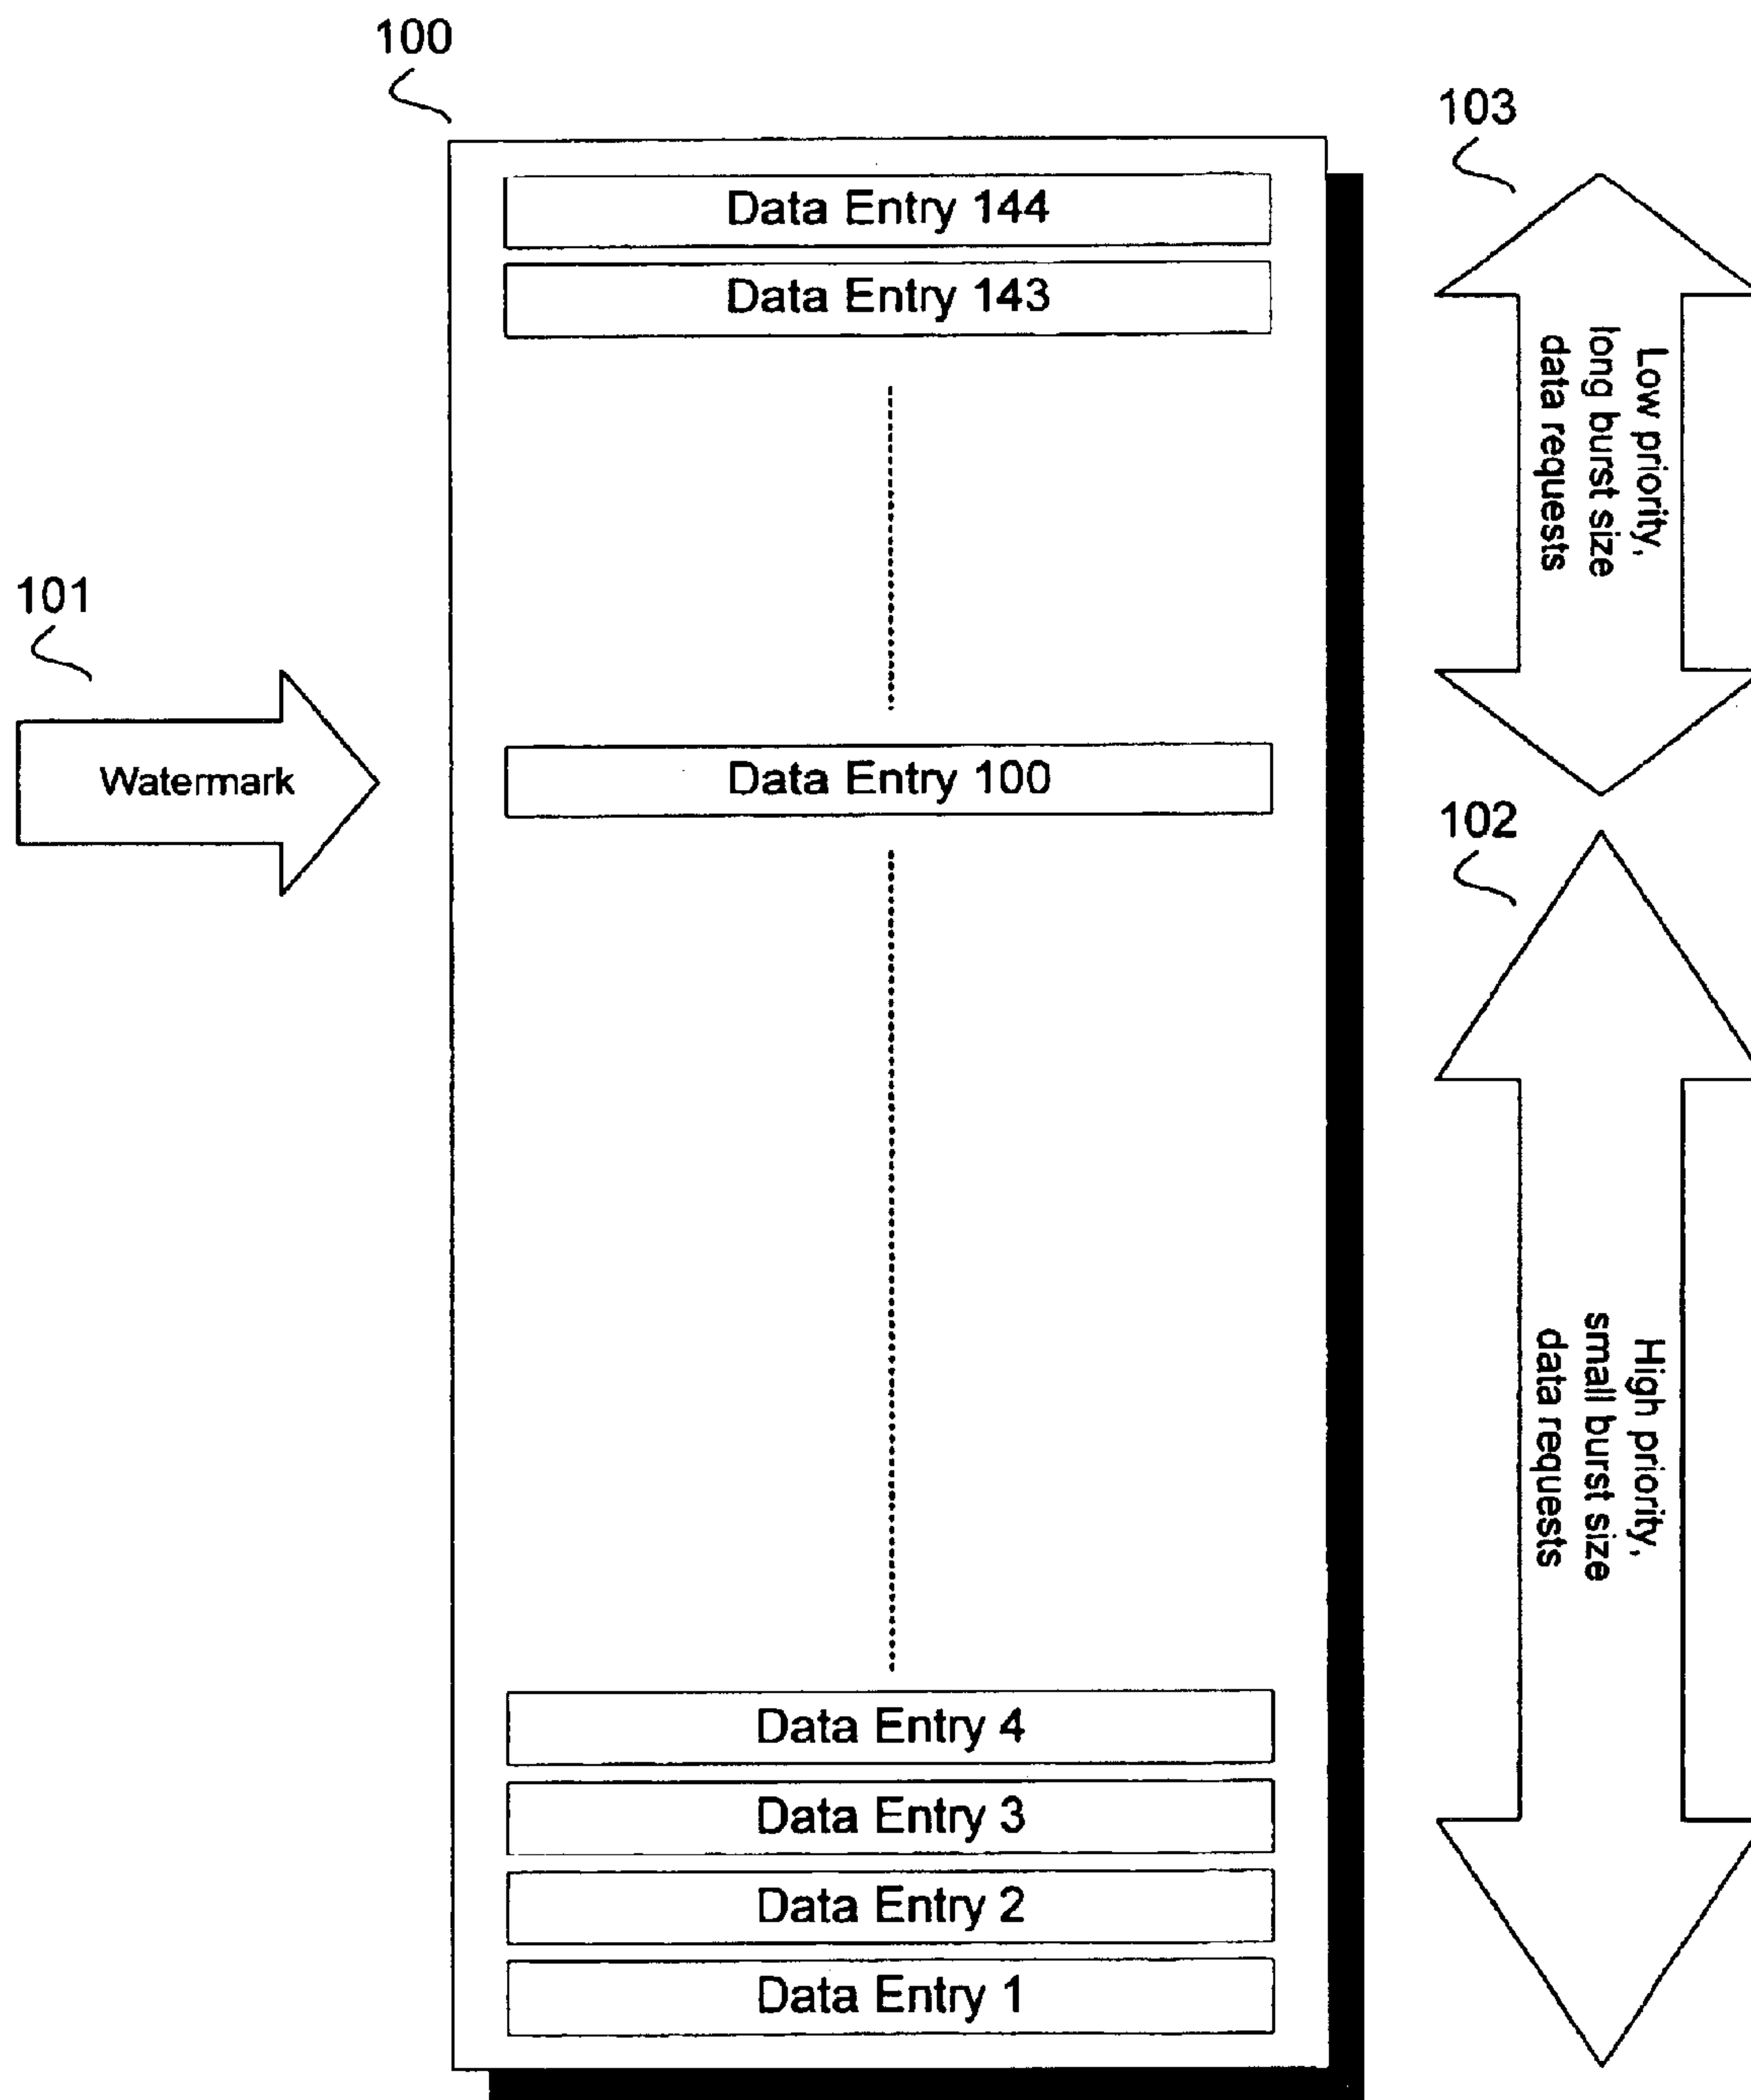 100
103
Data Entry 144
Data Entry 143
Low priority,
long burst size
data requests
101
Watermark
Data Entry 100
102
High priority,
small burst size
data requests
Data Entry 4
Data Entry 3
Data Entry 2
Data Entry 1